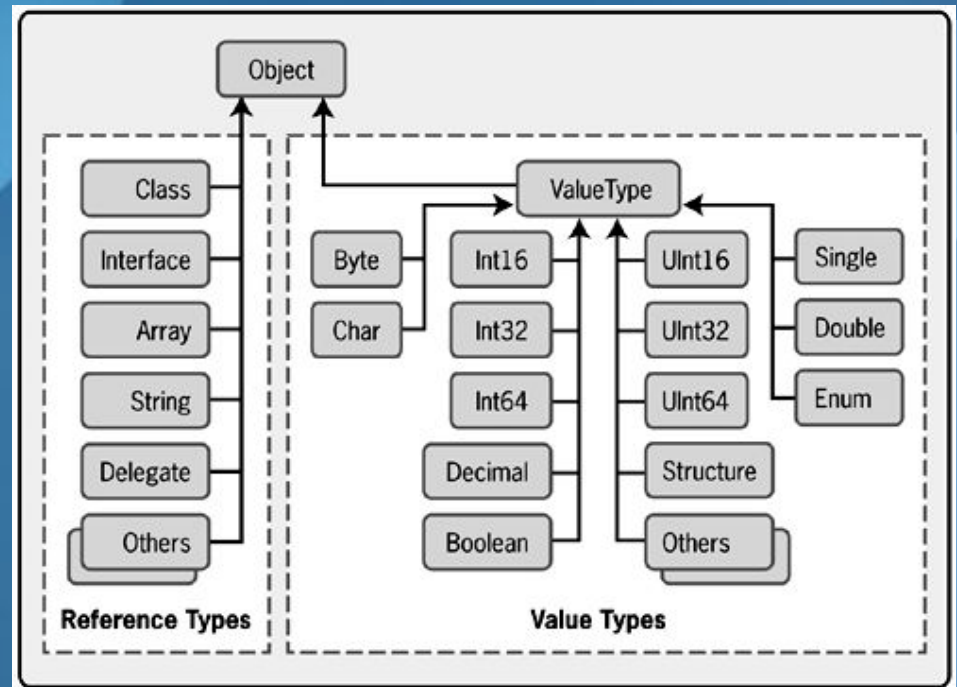 Object
Class
Interface
Array
String
Delegate
Others
Reference Types
ValueType
Byte
Char
Int16
Int32
Int64
Decimal
Boolean
UInt16
UInt32
UInt64
Structure
Others
Single
Double
Enum
Value Types